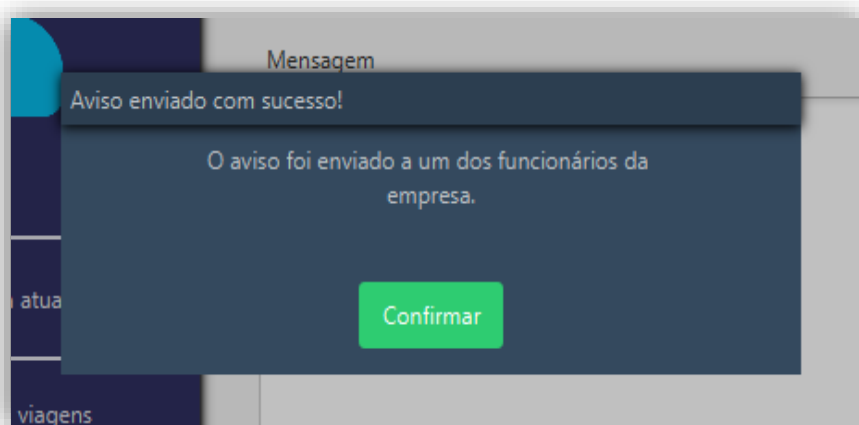 Mensagem
Aviso enviado com sucesso!
O aviso foi enviado a um dos funcionários da
empresa.
atua
Confirmar
viagens